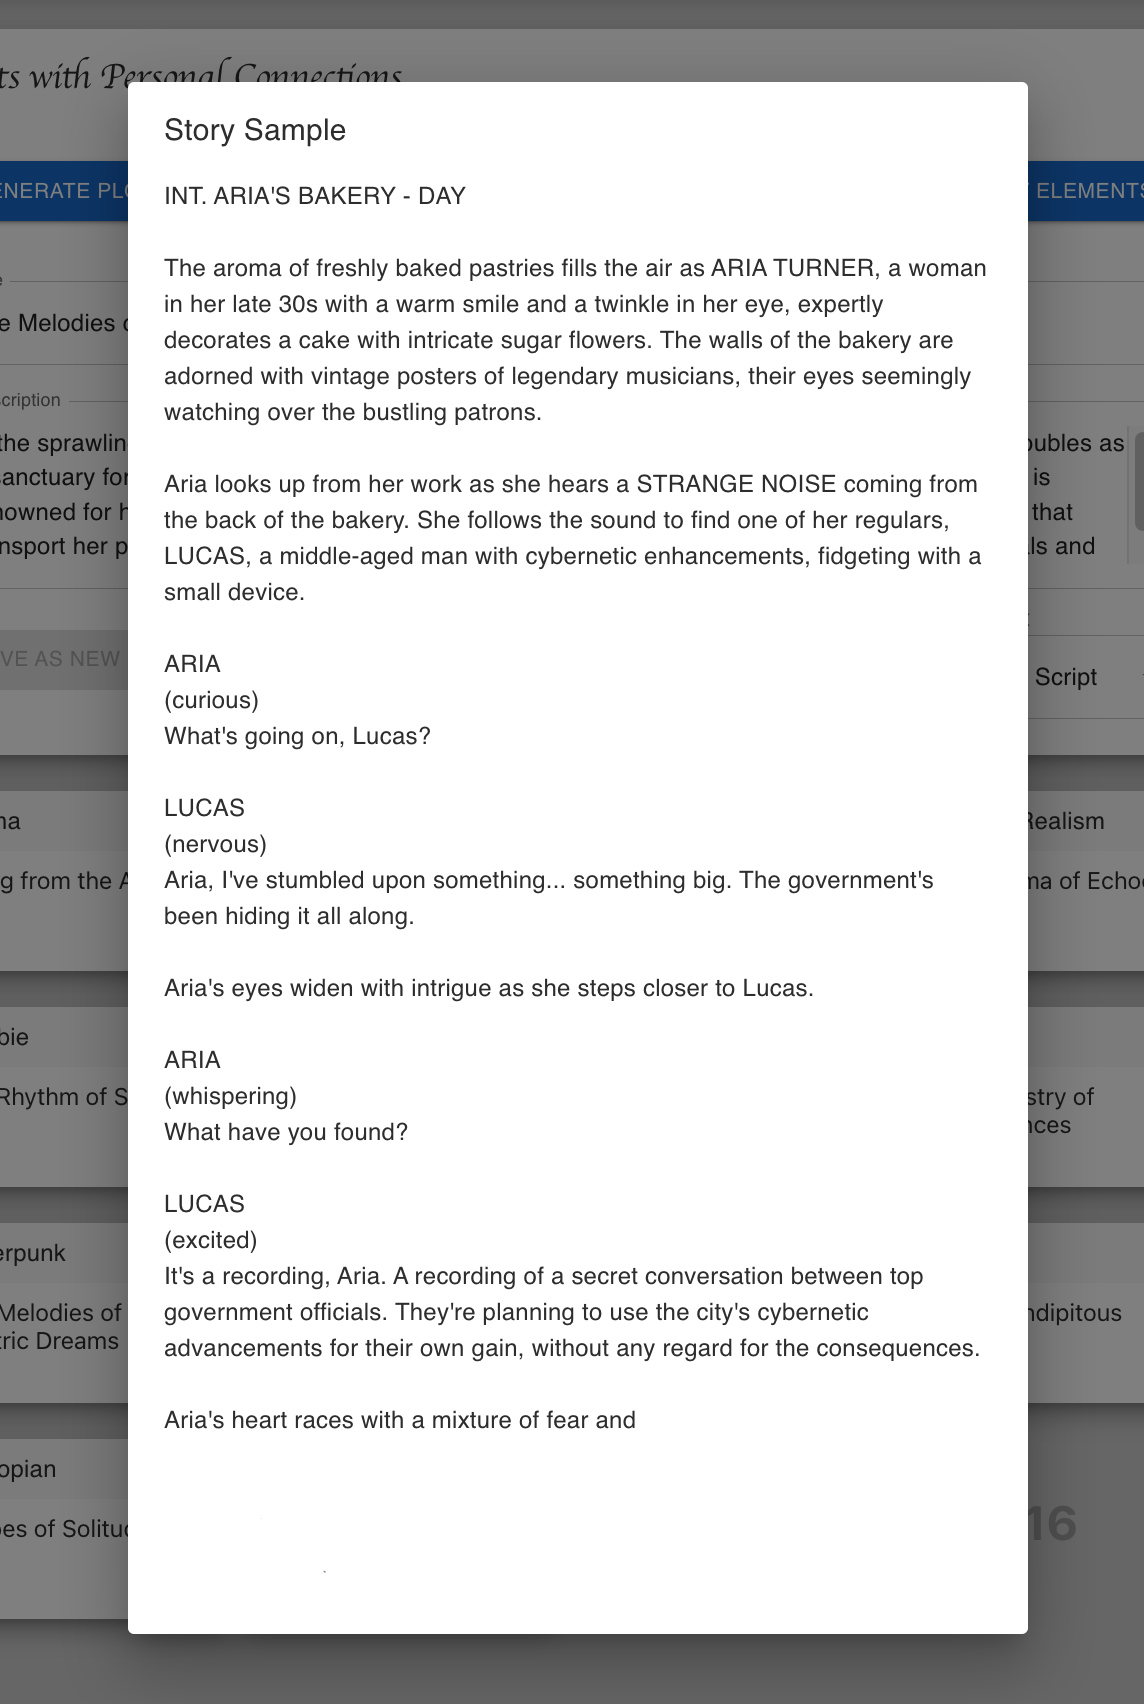 ts with Personal Connections
ENERATE PLO
ELEMENTS
e Melodies o
scription
the sprawlin
oubles as
sanctuary for
is
nowned for h
that
nsport her p
ls and
VE AS NEW
Script
Story Sample
INT. ARIA'S BAKERY - DAY
The aroma of freshly baked pastries fills the air as ARIA TURNER, a woman
in her late 30s with a warm smile and a twinkle in her eye, expertly
decorates a cake with intricate sugar flowers. The walls of the bakery are
adorned with vintage posters of legendary musicians, their eyes seemingly
watching over the bustling patrons.
Aria looks up from her work as she hears a STRANGE NOISE coming from
the back of the bakery. She follows the sound to find one of her regulars,
LUCAS, a middle-aged man with cybernetic enhancements, fidgeting with a
small device.
ARIA
(curious)
What's going on, Lucas?
LUCAS
(nervous)
Aria, I've stumbled upon something... something big. The government's
been hiding it all along.
Aria's eyes widen with intrigue as she steps closer to Lucas.
ARIA
(whispering)
What have you found?
LUCAS
(excited)
It's a recording, Aria. A recording of a secret conversation between top
government officials. They're planning to use the city's cybernetic
advancements for their own gain, without any regard for the consequences.
Aria's heart races with a mixture of fear and
na
Realism
g from the A
ma of Echo
bie
Rhythm of S
stry of
nces
erpunk
Melodies of
tric Dreams
ndipitous
opian
pes of Solitud
16